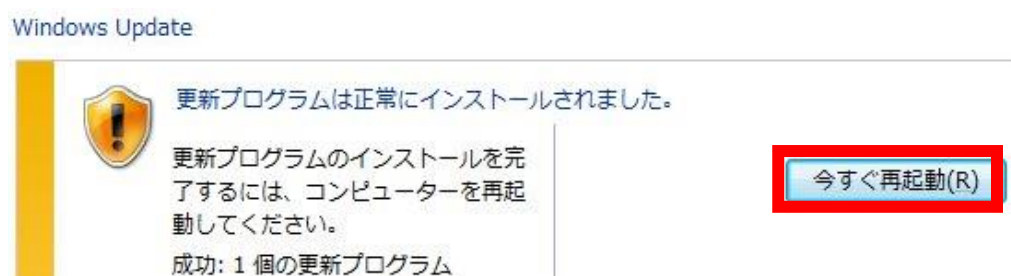 Windows Update
更新プログラムは正常にインストールされました。
更新プログラムのインストールを完
了するには、コンピューターを再起
動してください。
今すぐ再起動(R)
成功: 1 個の更新プログラム